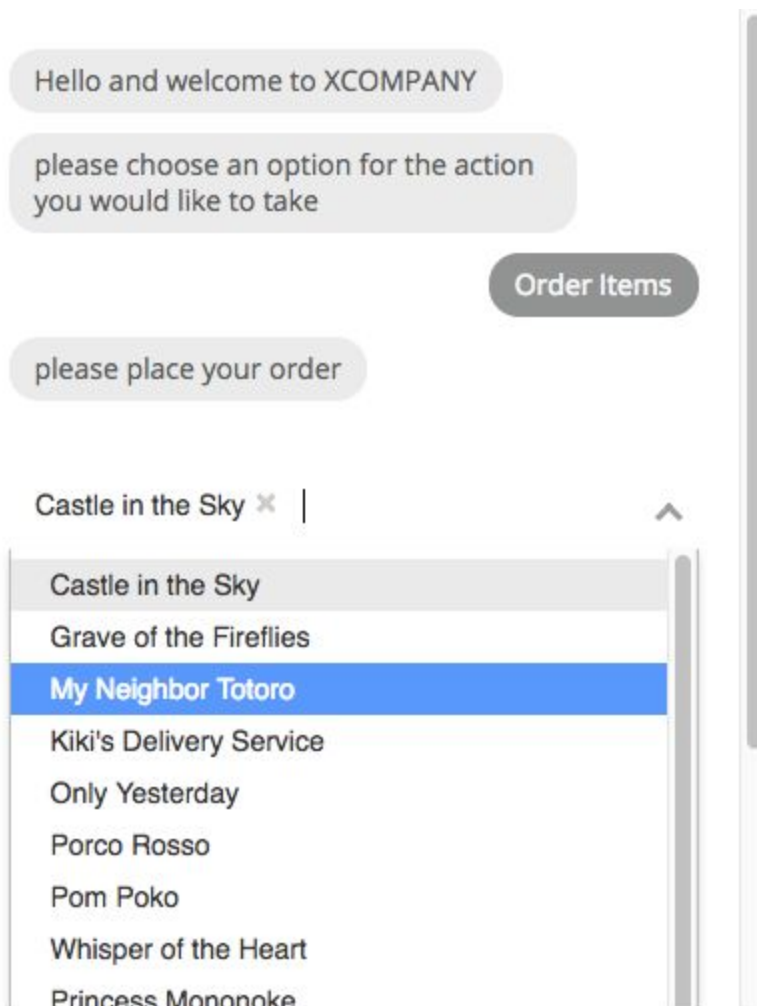 Hello and welcome to XCOMPANY
please choose an option for the action
you would like to take
Order Items
please place your order
Castle in the Sky
Castle in the Sky
Grave of the Fireflies
My Neighbor Totoro
Kiki's Delivery Service
Only Yesterday
Porco Rosso
Pom Poko
Whisper of the Heart
Princess Mononoke